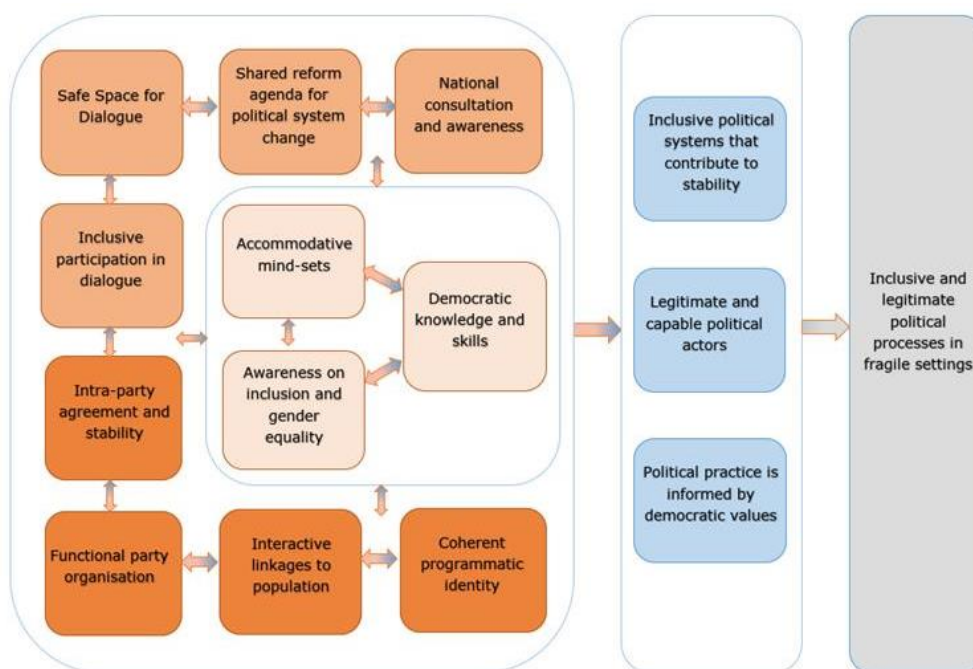 Safe Space for
Dialogue
Shared reform
agenda for
political system
change
National
consultation
and awareness
Inclusive
participation in
dialogue
Accommodative
mind-sets
Democratic
knowledge and
skills
Awareness on
inclusion and
gender
equality
Intra-party
agreement and
stability
Functional party
organisation
Interactive
linkages to
population
Coherent
programmatic
identity
Inclusive political
systems that
contribute to
stability
Legitimate and
capable political
actors
Political practice is
informed by
democratic values
Inclusive and
legitimate
political
processes in
fragile settings